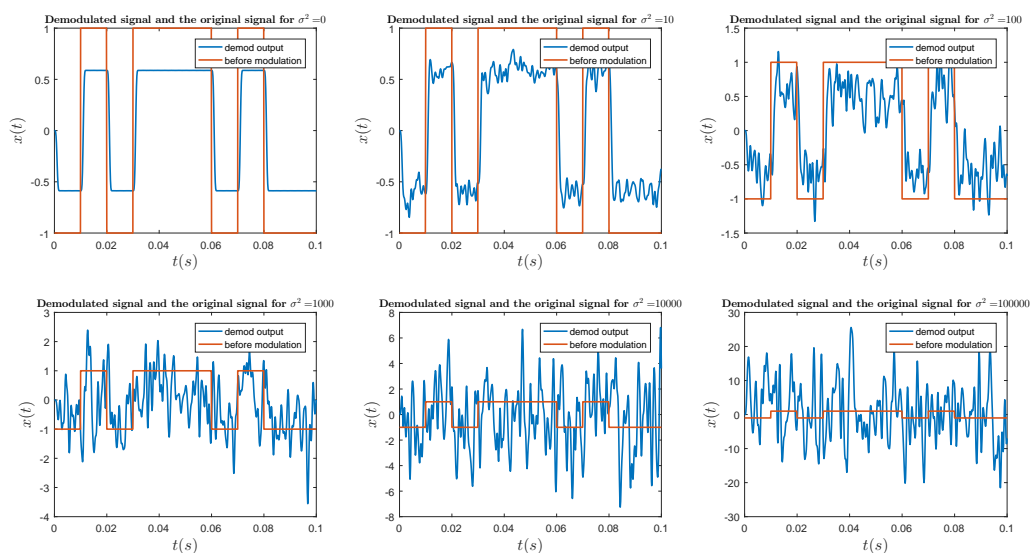 Demodulated signal and the original signal for σ² =0
1
0.5
0
-0.5
-1
x(t)
demod output
before modulation
0 0.02 0.04 0.06 0.08 0.1
t(s)
Demodulated signal and the original signal for σ² =10
1
0.5
0
-0.5
-1
x(t)
demod output
before modulation
0 0.02 0.04 0.06 0.08 0.1
t(s)
Demodulated signal and the original signal for σ² =100
1.5
1
0.5
0
-0.5
-1
-1.5
x(t)
demod output
before modulation
0 0.02 0.04 0.06 0.08 0.1
t(s)
Demodulated signal and the original signal for σ² =1000
3
2
1
0
-1
-2
-3
-4
x(t)
demod output
before modulation
0 0.02 0.04 0.06 0.08 0.1
t(s)
Demodulated signal and the original signal for σ² =10000
8
6
4
2
0
-2
-4
-6
-8
x(t)
demod output
before modulation
0 0.02 0.04 0.06 0.08 0.1
t(s)
Demodulated signal and the original signal for σ² =100000
30
20
10
0
-10
-20
-30
x(t)
demod output
before modulation
0 0.02 0.04 0.06 0.08 0.1
t(s)